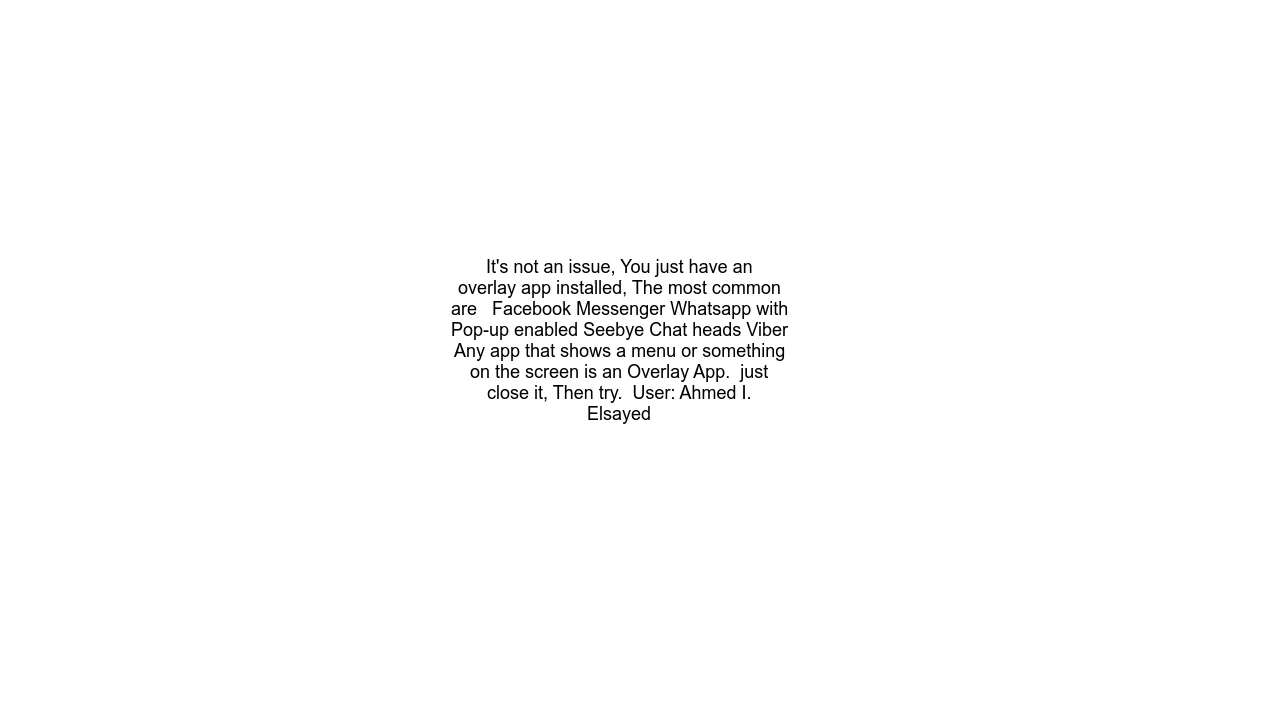 It's not an issue, You just have an
overlay app installed, The most common
are   Facebook Messenger Whatsapp with
Pop-up enabled Seebye Chat heads Viber
Any app that shows a menu or something
on the screen is an Overlay App.  just
close it, Then try.  User: Ahmed I.
Elsayed